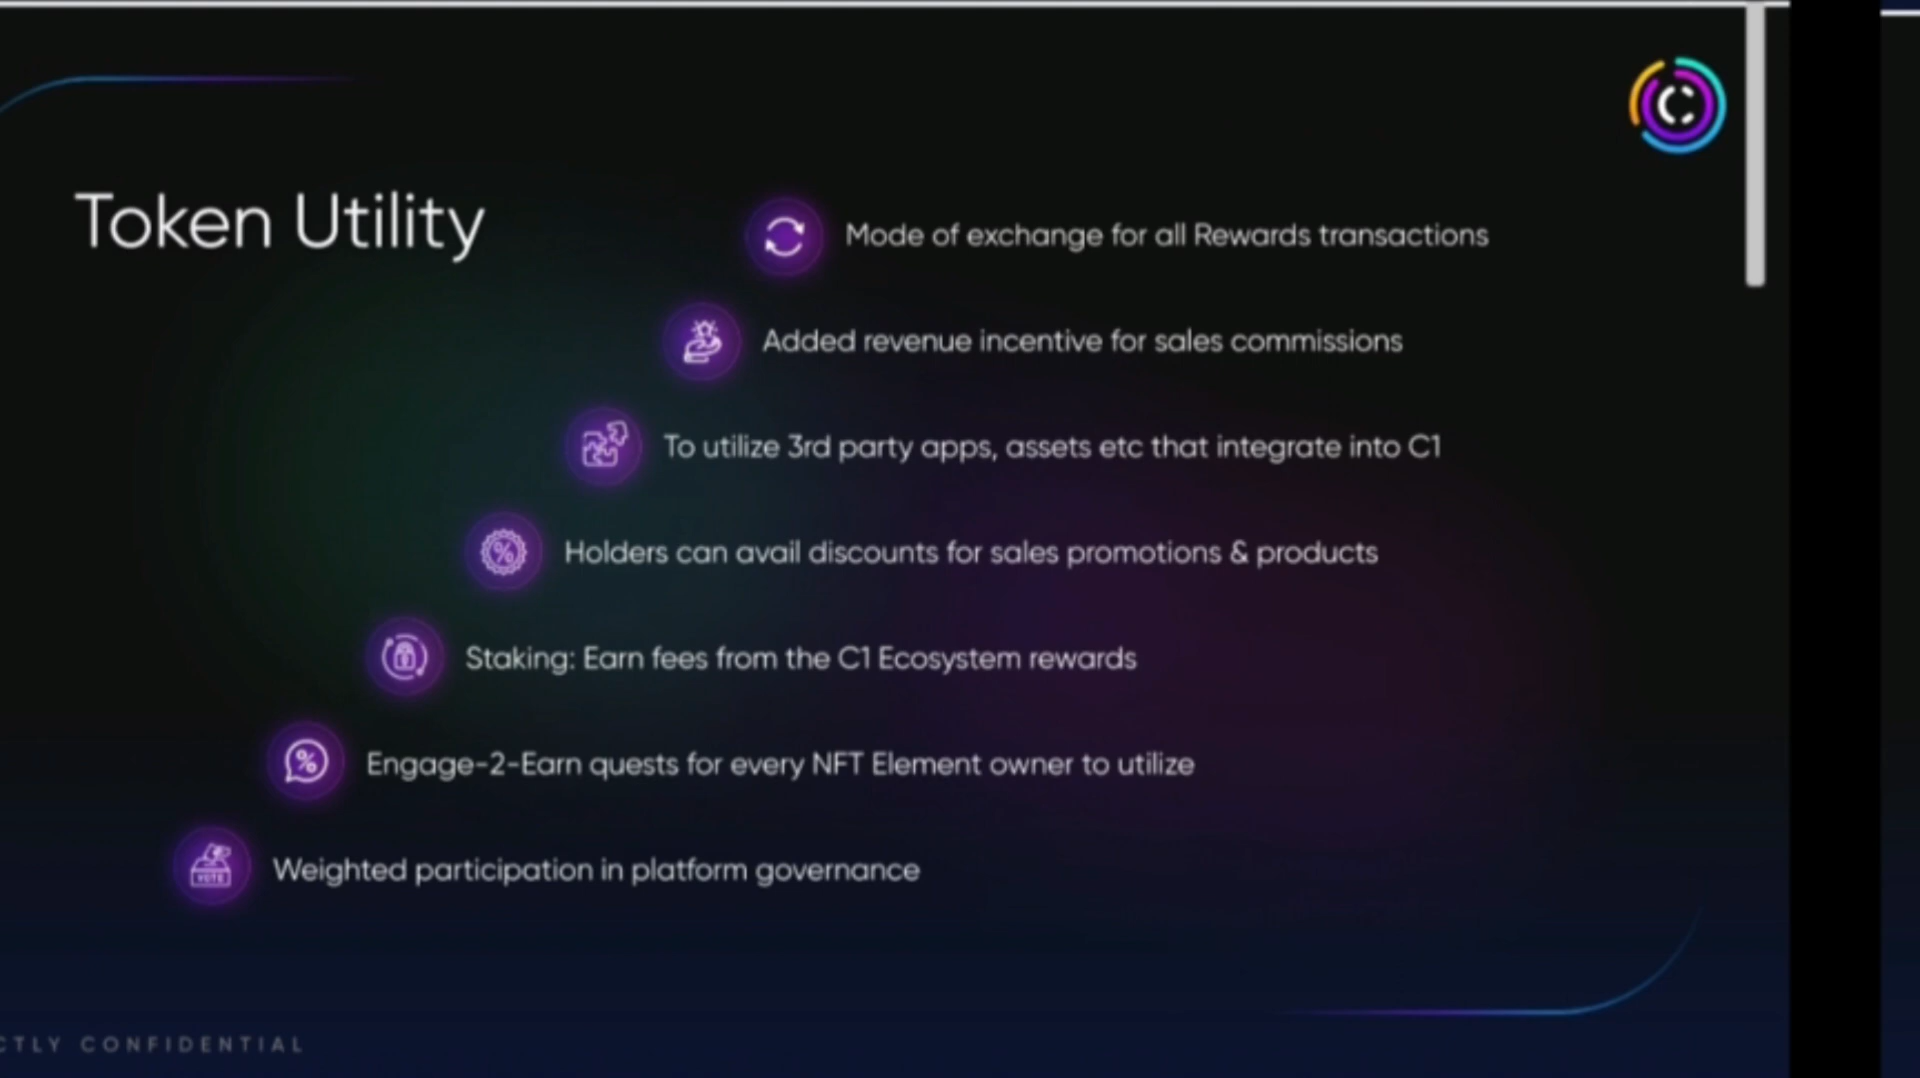 Token Utility
Mode of exchange for all Rewards transactions
Added revenue incentive for sales commissions
To utilize 3rd party apps, assets etc that integrate into C1
Holders can avail discounts for sales promotions & products
Staking: Earn fees from the C1 Ecosystem rewards
Engage-2-Earn quests for every NFT Element owner to utilize
VOTE
Weighted participation in platform governance
CTLY CONFIDENTIAL